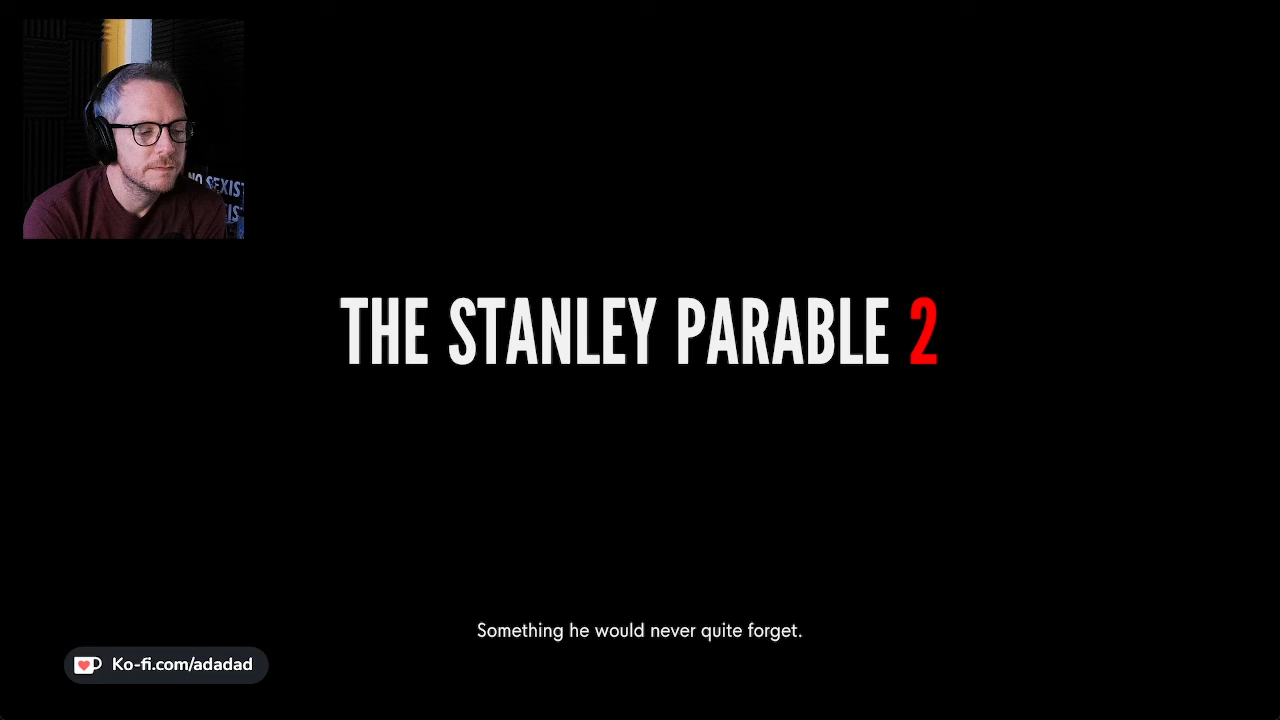 NO SEXIST
THE STANLEY PARABLE 2
Something he would never quite forget.
Ko-fi.com/adadad